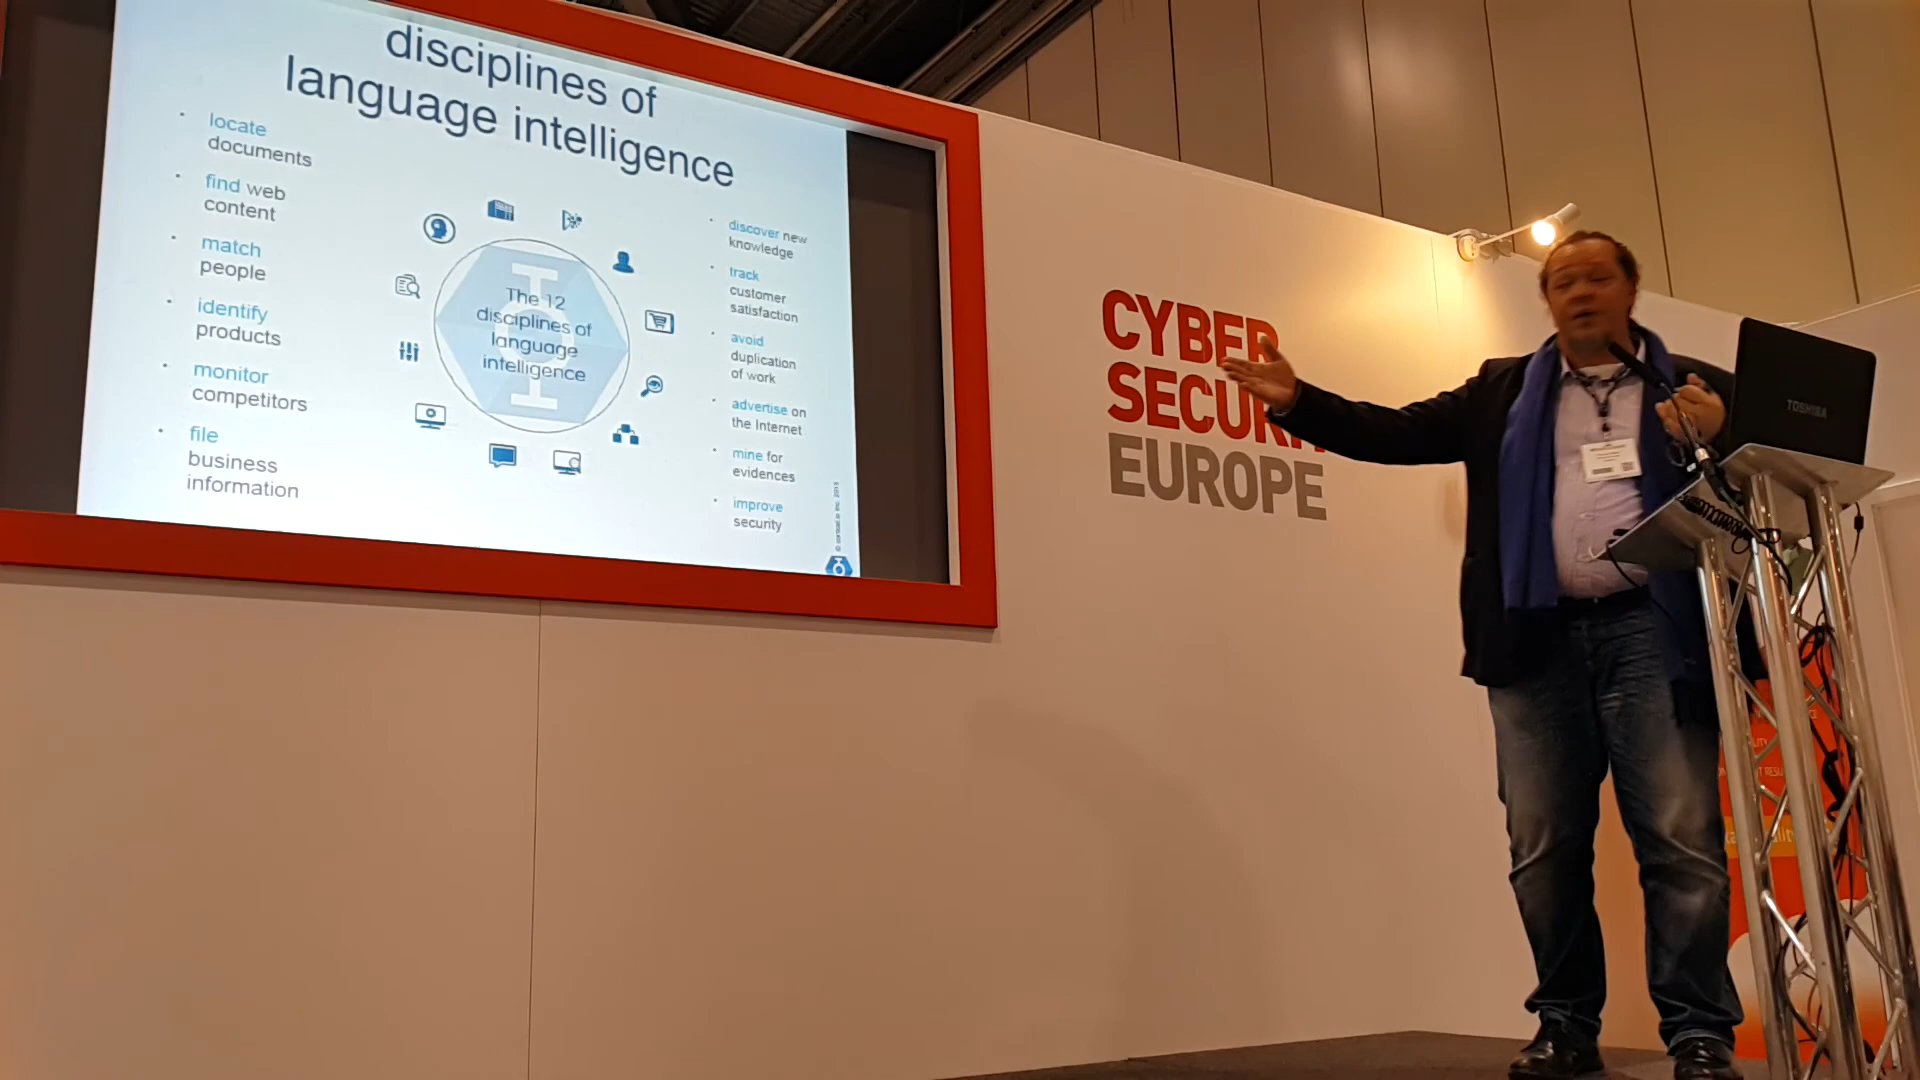 disciplines of
language intelligence
locate
documents
find web
content
match
people
identify
products
monitor
competitors
file
business
information
The 12
disciplines of
language
intelligence
discover new
knowledge
track
customer
satisfaction
avoid
duplication
of work
advertise on
the Internet
mine for
evidences
improve
security
CYBER
SECURI
EUROPE
TOSHIBA